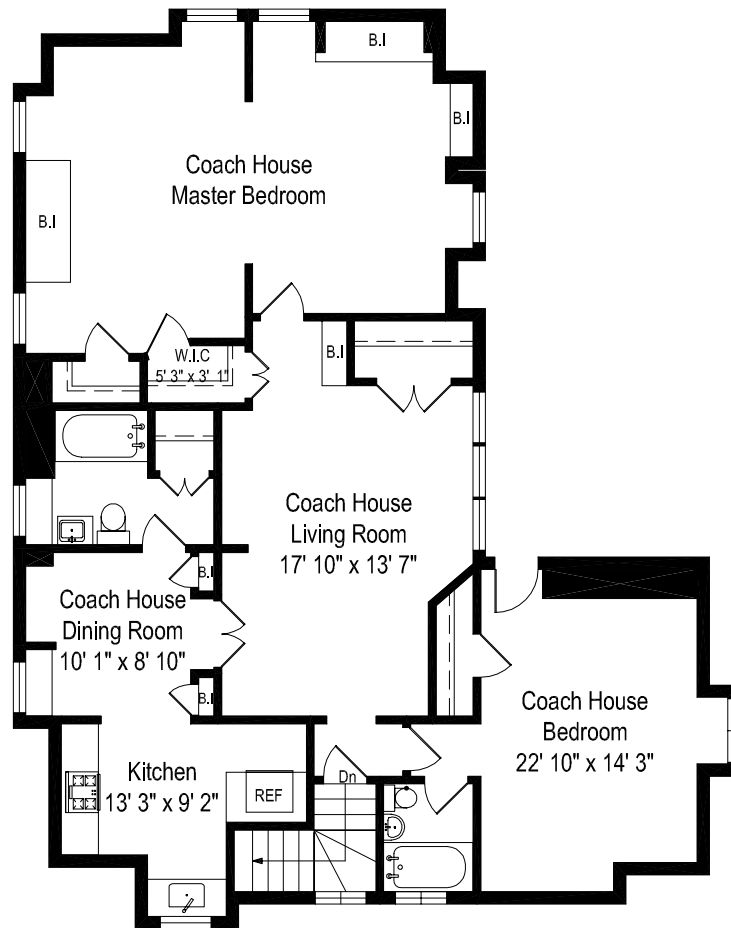 B.I
B.I
Coach House
Master Bedroom
B.I
W.I.C
5' 3" x 3' 1"
B.I
Coach House
Living Room
17' 10" x 13' 7"
B.I
Coach House
Dining Room
10' 1" x 8' 10"
B.I
Coach House
Bedroom
22' 10" x 14' 3"
Kitchen
13' 3" x 9' 2"
Dn
REF